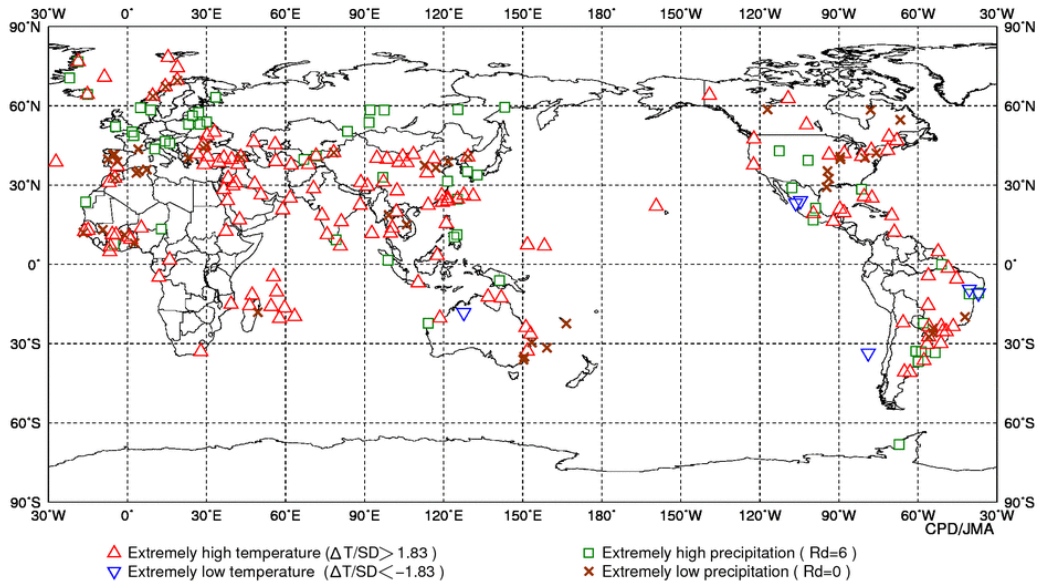 30˚W 0˚ 30˚E 60˚E 90˚E 120˚E 150˚E 180˚ 150˚W 120˚W 90˚W 60˚W 30˚W
90˚N 90˚N
60˚N 60˚N
30˚N 30˚N
0˚ 0˚
30˚S 30˚S
60˚S 60˚S
90˚S 90˚S
30˚W 0˚ 30˚E 60˚E 90˚E 120˚E 150˚E 180˚ 150˚W 120˚W 90˚W 60˚W 30˚W
CPD/JMA
Extremely high temperature (ΔT/SD>1.83 ) Extremely high precipitation ( Rd=6 )
Extremely low temperature (ΔT/SD<−1.83 ) Extremely low precipitation ( Rd=0 )